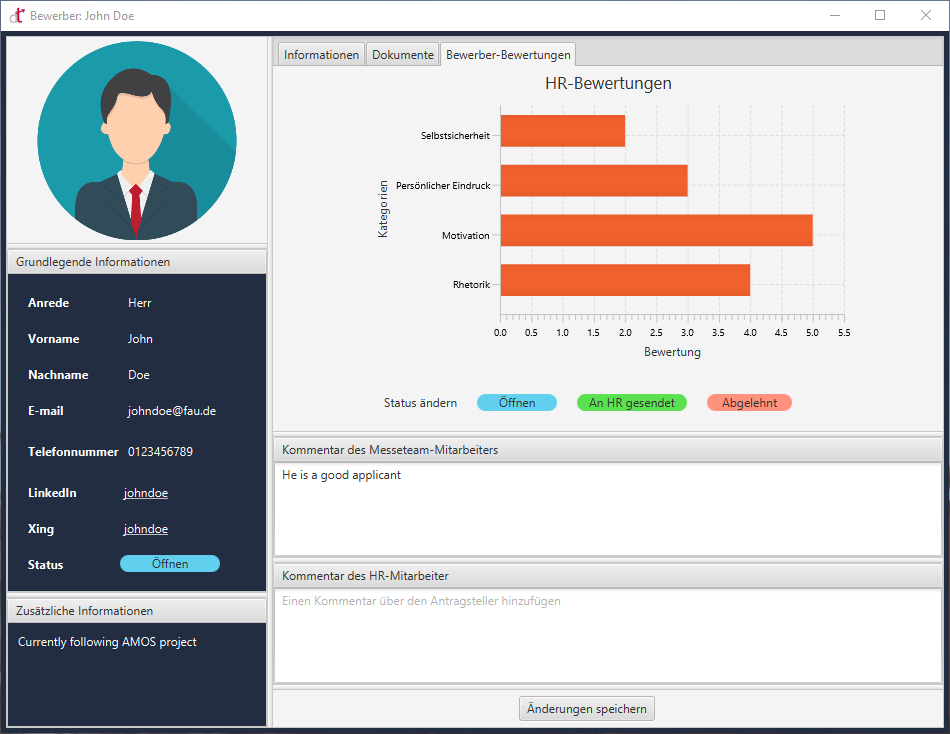 Bewerber: John Doe
Grundlegende Informationen
Anrede Herr
Vorname John
Nachname Doe
E-mail johndoe@fau.de
Telefonnummer 0123456789
LinkedIn johndoe
Xing johndoe
Status Öffnen
Zusätzliche Informationen
Currently following AMOS project
Informationen Dokumente Bewerber-Bewertungen
HR-Bewertungen
Kategorien
Selbstsicherheit
Persönlicher Eindruck
Motivation
Rhetorik
0.0 0.5 1.0 1.5 2.0 2.5 3.0 3.5 4.0 4.5 5.0 5.5
Bewertung
Status ändern Öffnen An HR gesendet Abgelehnt
Kommentar des Messeteam-Mitarbeiters
He is a good applicant
Kommentar des HR-Mitarbeiter
Einen Kommentar über den Antragsteller hinzufügen
Änderungen speichern